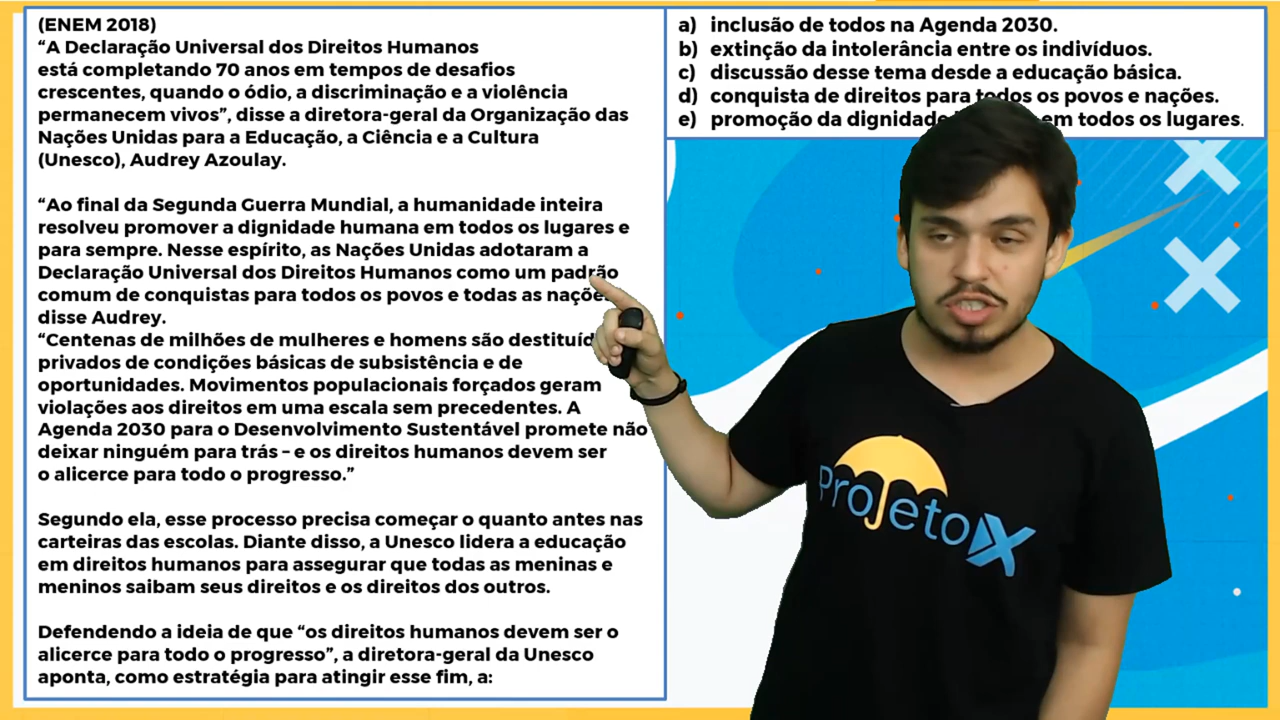 (ENEM 2018)
“A Declaração Universal dos Direitos Humanos
está completando 70 anos em tempos de desafios
crescentes, quando o ódio, a discriminação e a violência
permanecem vivos”, disse a diretora-geral da Organização das
Nações Unidas para a Educação, a Ciência e a Cultura
(Unesco), Audrey Azoulay.
“Ao final da Segunda Guerra Mundial, a humanidade inteira
resolveu promover a dignidade humana em todos os lugares e
para sempre. Nesse espírito, as Nações Unidas adotaram a
Declaração Universal dos Direitos Humanos como um padrão
comum de conquistas para todos os povos e todas as
disse Audrey.
“Centenas de milhões de mulheres e homens são
privados de condições básicas de subsistência e de
oportunidades. Movimentos populacionais forçados geram
violações aos direitos em uma escala sem precedentes. A
Agenda 2030 para o Desenvolvimento Sustentável promete não
deixar ninguém para trás – e os direitos humanos devem ser
o alicerce para todo o progresso.”
Segundo ela, esse processo precisa começar o quanto antes nas
carteiras das escolas. Diante disso, a Unesco lidera a educação
em direitos humanos para assegurar que todas as meninas e
meninos saibam seus direitos e os direitos dos outros.
Defendendo a ideia de que “os direitos humanos devem ser o
alicerce para todo o progresso”, a diretora-geral da Unesco
aponta, como estratégia para atingir esse fim, a:
a) inclusão de todos na Agenda 2030.
b) extinção da intolerância entre os indivíduos.
c) discussão desse tema desde a educação básica.
d) conquista de direitos para todos os povos e nações.
e) promoção da dignidade em todos os lugares.
Projeto X